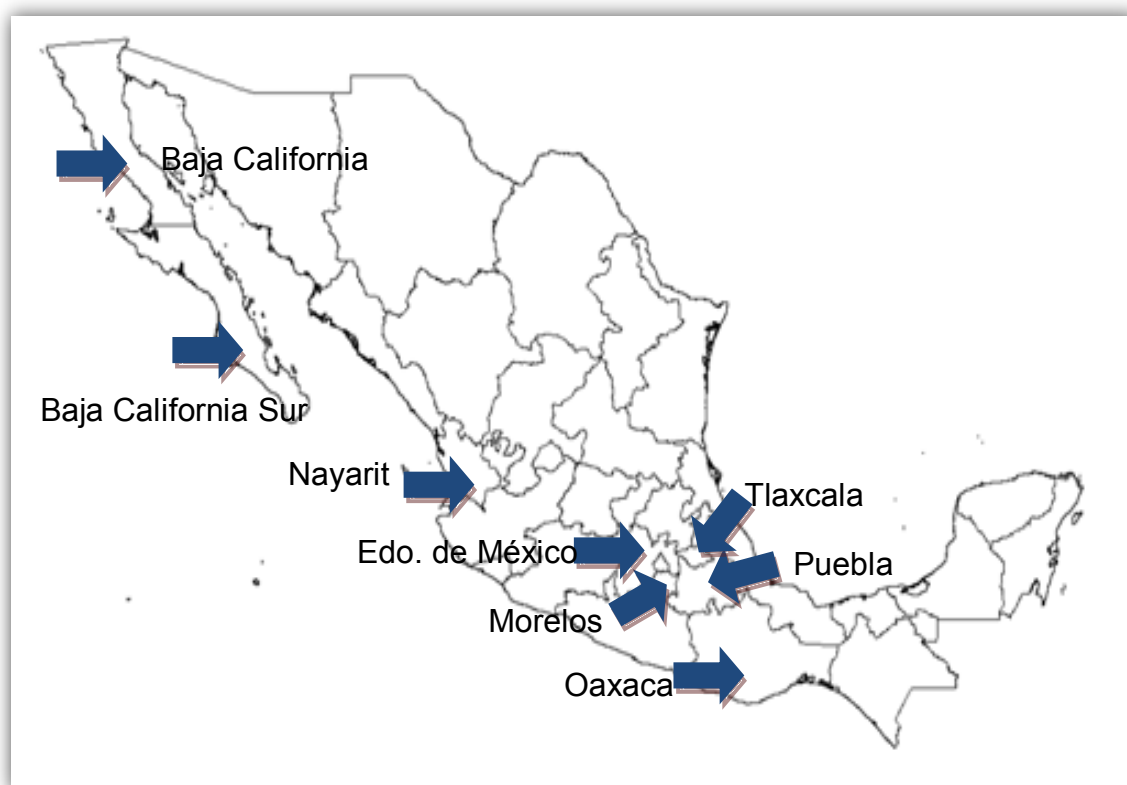 Baja California
Baja California Sur
Nayarit
Tlaxcala
Edo. de México
Puebla
Morelos
Oaxaca